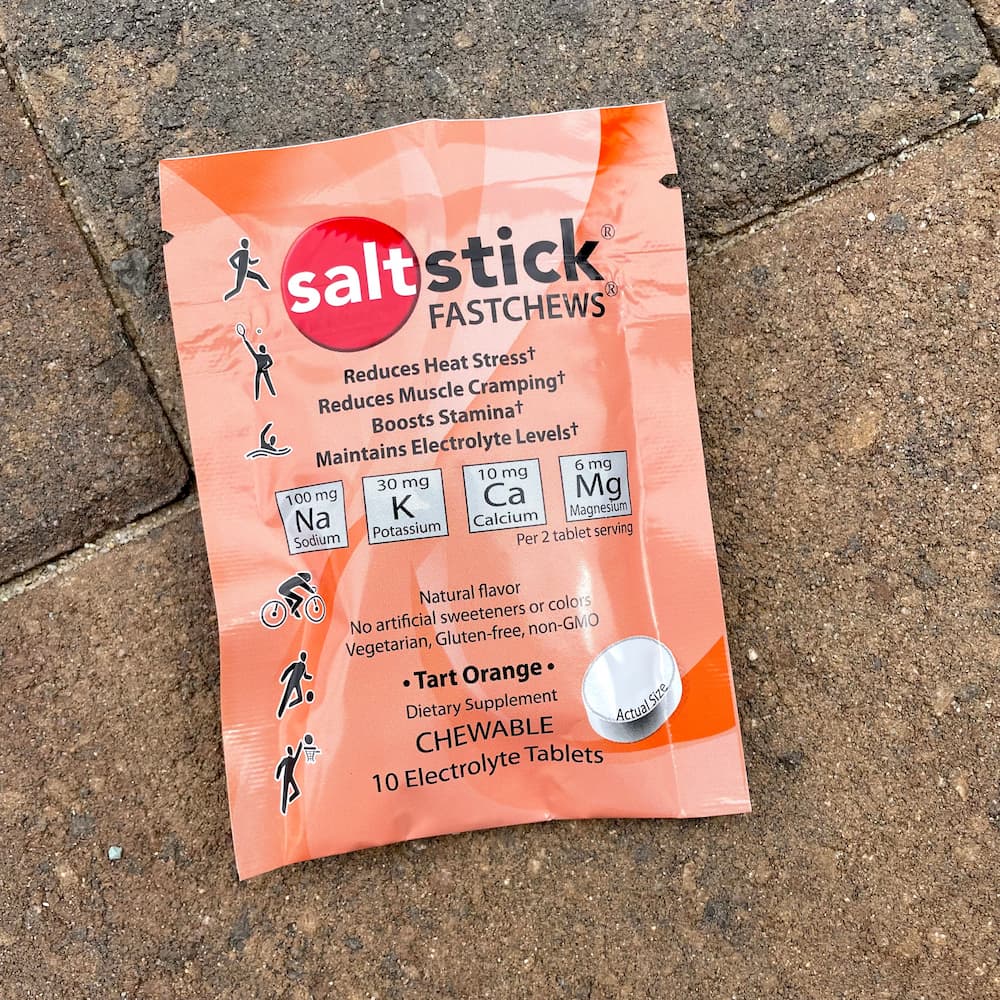 saltstick®
FASTCHEWS®
Reduces Heat Stress†
Reduces Muscle Cramping†
Boosts Stamina†
Maintains Electrolyte Levels†
100 mg
Na
Sodium
30 mg
K
Potassium
10 mg
Ca
Calcium
6 mg
Mg
Magnesium
Per 2 tablet serving
Natural flavor
No artificial sweeteners or colors
Vegetarian, Gluten-free, non-GMO
• Tart Orange •
Dietary Supplement
CHEWABLE
10 Electrolyte Tablets
Actual Size